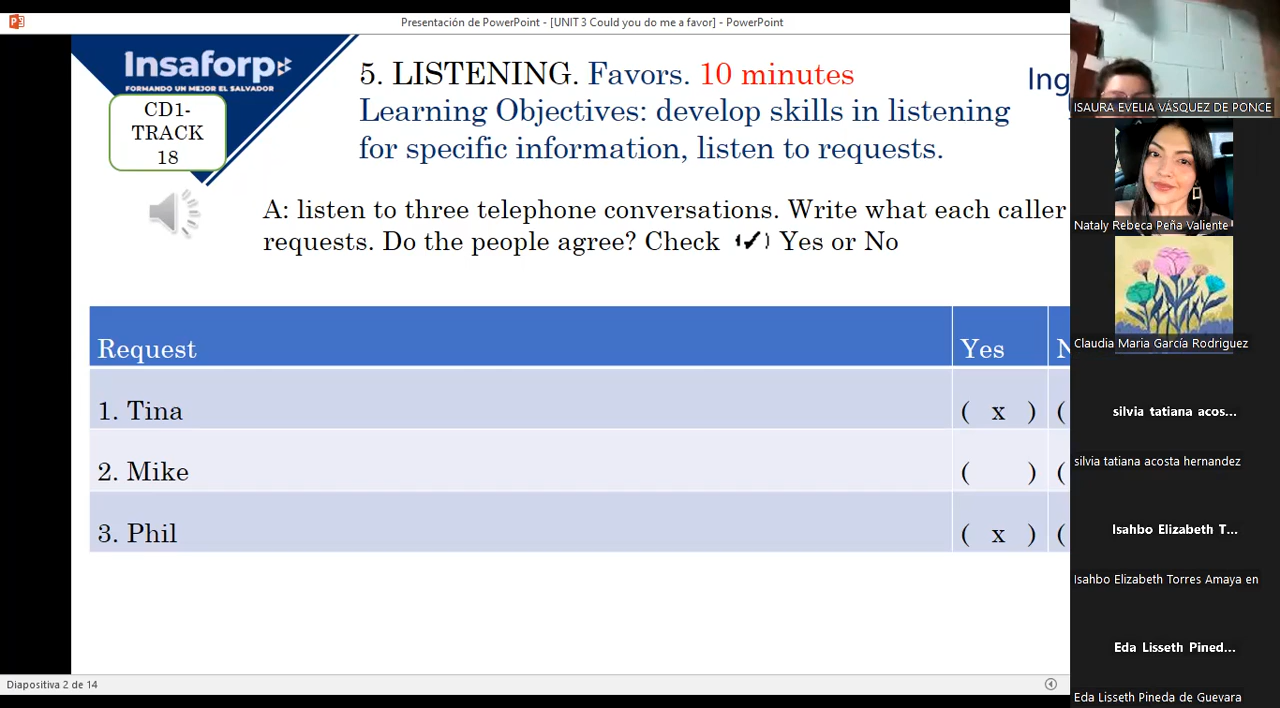 Presentación de PowerPoint - [UNIT 3 Could you do me a favor] - PowerPoint
Insaforp
FORMANDO UN MEJOR EL SALVADOR
CD1-
TRACK
18
5. LISTENING. Favors. 10 minutes
Learning Objectives: develop skills in listening
for specific information, listen to requests.
Ing
A: listen to three telephone conversations. Write what each caller
requests. Do the people agree? Check (✓) Yes or No
Request Yes N
1. Tina ( x ) (
2. Mike ( ) (
3. Phil ( x ) (
Diapositiva 2 de 14
ISAURA EVELIA VÁSQUEZ DE PONCE
Nataly Rebeca Peña Valiente
Claudia Maria García Rodriguez
silvia tatiana acos...
silvia tatiana acosta hernandez
Isahbo Elizabeth T...
Isahbo Elizabeth Torres Amaya en
Eda Lisseth Pined...
Eda Lisseth Pineda de Guevara